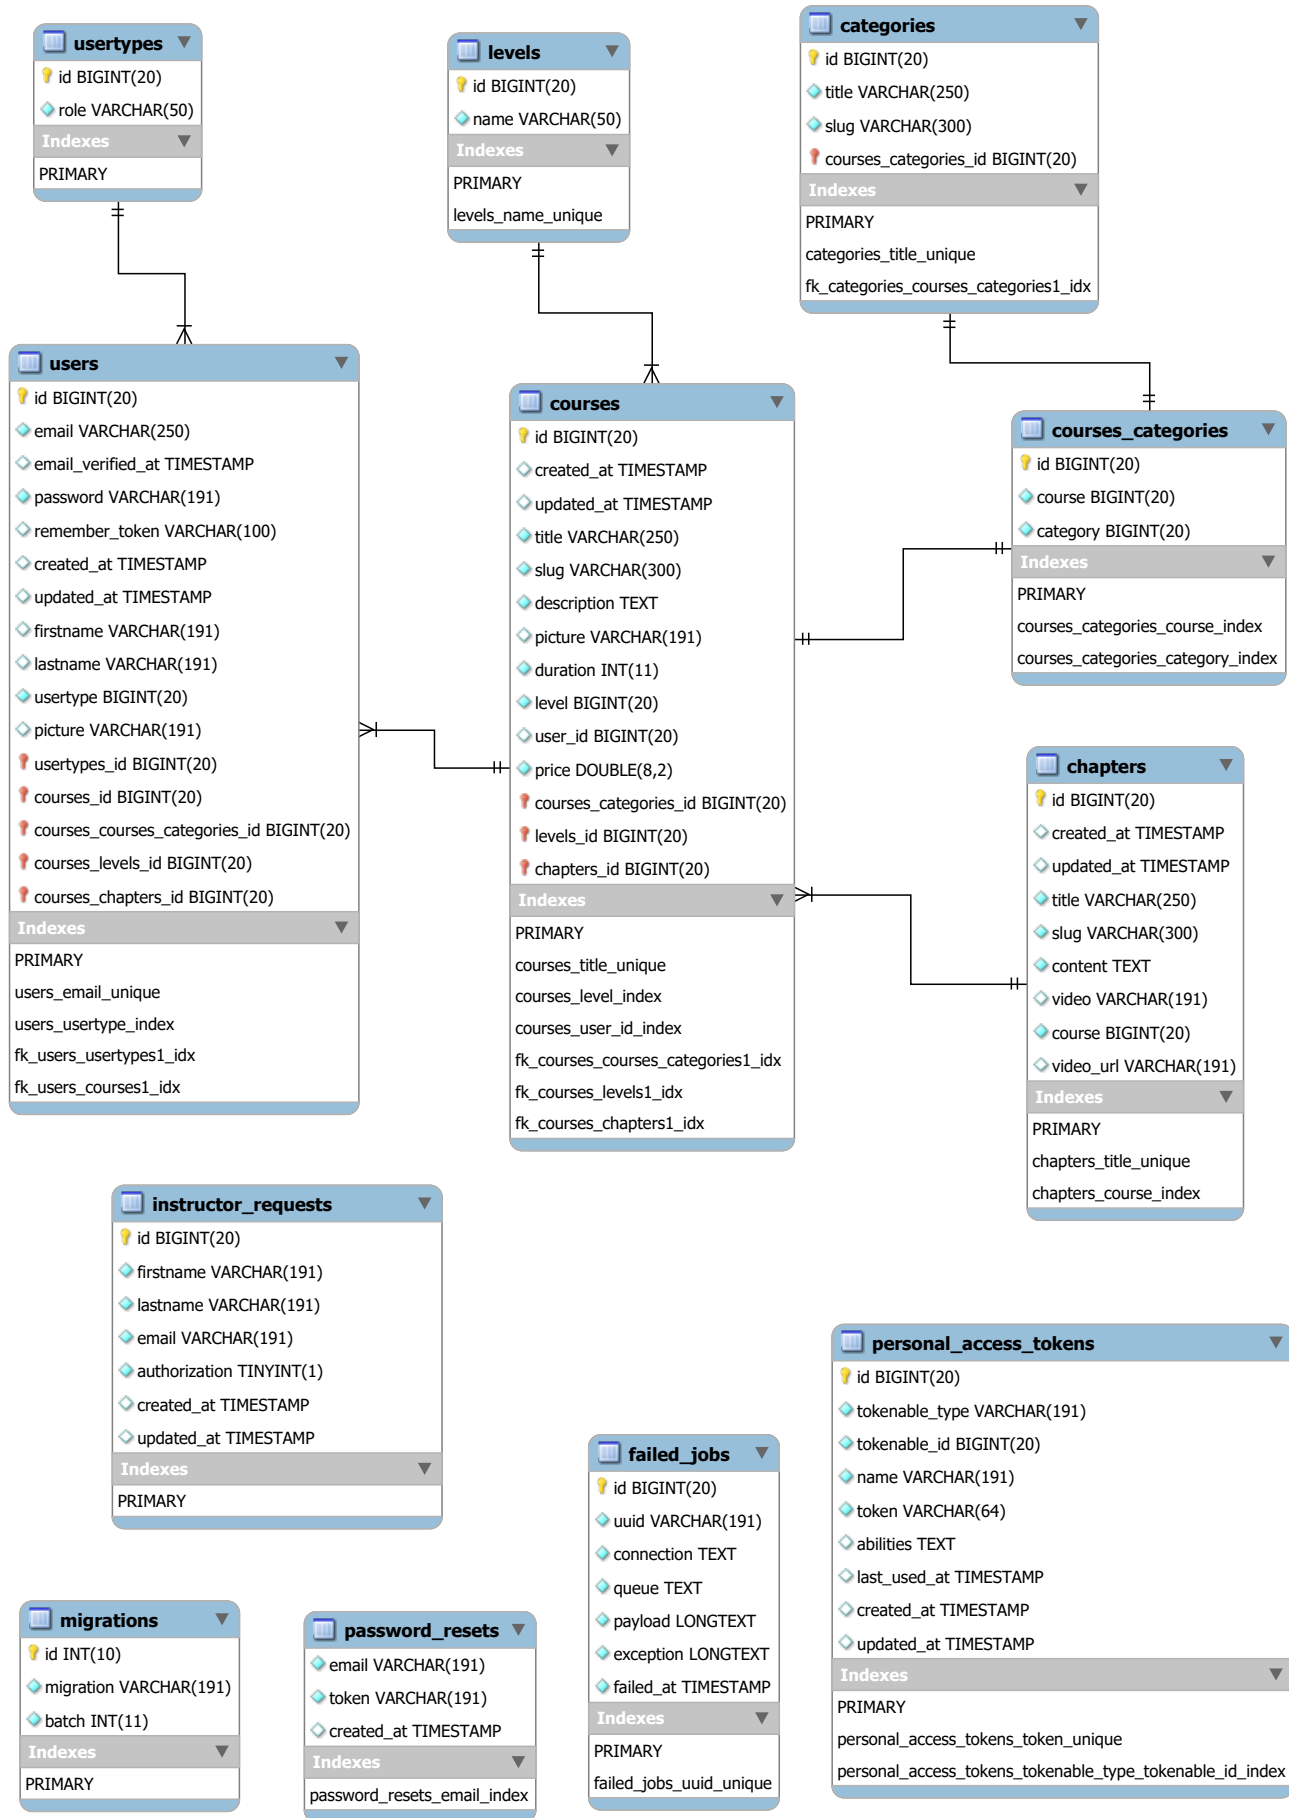 usertypes
id BIGINT(20)
role VARCHAR(50)
Indexes
PRIMARY
levels
id BIGINT(20)
name VARCHAR(50)
Indexes
PRIMARY
levels_name_unique
categories
id BIGINT(20)
title VARCHAR(250)
slug VARCHAR(300)
courses_categories_id BIGINT(20)
Indexes
PRIMARY
categories_title_unique
fk_categories_courses_categories1_idx
users
id BIGINT(20)
email VARCHAR(250)
email_verified_at TIMESTAMP
password VARCHAR(191)
remember_token VARCHAR(100)
created_at TIMESTAMP
updated_at TIMESTAMP
firstname VARCHAR(191)
lastname VARCHAR(191)
usertype BIGINT(20)
picture VARCHAR(191)
usertypes_id BIGINT(20)
courses_id BIGINT(20)
courses_courses_categories_id BIGINT(20)
courses_levels_id BIGINT(20)
courses_chapters_id BIGINT(20)
Indexes
PRIMARY
users_email_unique
users_usertype_index
fk_users_usertypes1_idx
fk_users_courses1_idx
courses
id BIGINT(20)
created_at TIMESTAMP
updated_at TIMESTAMP
title VARCHAR(250)
slug VARCHAR(300)
description TEXT
picture VARCHAR(191)
duration INT(11)
level BIGINT(20)
user_id BIGINT(20)
price DOUBLE(8,2)
courses_categories_id BIGINT(20)
levels_id BIGINT(20)
chapters_id BIGINT(20)
Indexes
PRIMARY
courses_title_unique
courses_level_index
courses_user_id_index
fk_courses_courses_categories1_idx
fk_courses_levels1_idx
fk_courses_chapters1_idx
courses_categories
id BIGINT(20)
course BIGINT(20)
category BIGINT(20)
Indexes
PRIMARY
courses_categories_course_index
courses_categories_category_index
chapters
id BIGINT(20)
created_at TIMESTAMP
updated_at TIMESTAMP
title VARCHAR(250)
slug VARCHAR(300)
content TEXT
video VARCHAR(191)
course BIGINT(20)
video_url VARCHAR(191)
Indexes
PRIMARY
chapters_title_unique
chapters_course_index
instructor_requests
id BIGINT(20)
firstname VARCHAR(191)
lastname VARCHAR(191)
email VARCHAR(191)
authorization TINYINT(1)
created_at TIMESTAMP
updated_at TIMESTAMP
Indexes
PRIMARY
personal_access_tokens
id BIGINT(20)
tokenable_type VARCHAR(191)
tokenable_id BIGINT(20)
name VARCHAR(191)
token VARCHAR(64)
abilities TEXT
last_used_at TIMESTAMP
created_at TIMESTAMP
updated_at TIMESTAMP
Indexes
PRIMARY
personal_access_tokens_token_unique
personal_access_tokens_tokenable_type_tokenable_id_index
failed_jobs
id BIGINT(20)
uuid VARCHAR(191)
connection TEXT
queue TEXT
payload LONGTEXT
exception LONGTEXT
failed_at TIMESTAMP
Indexes
PRIMARY
failed_jobs_uuid_unique
migrations
id INT(10)
migration VARCHAR(191)
batch INT(11)
Indexes
PRIMARY
password_resets
email VARCHAR(191)
token VARCHAR(191)
created_at TIMESTAMP
Indexes
password_resets_email_index